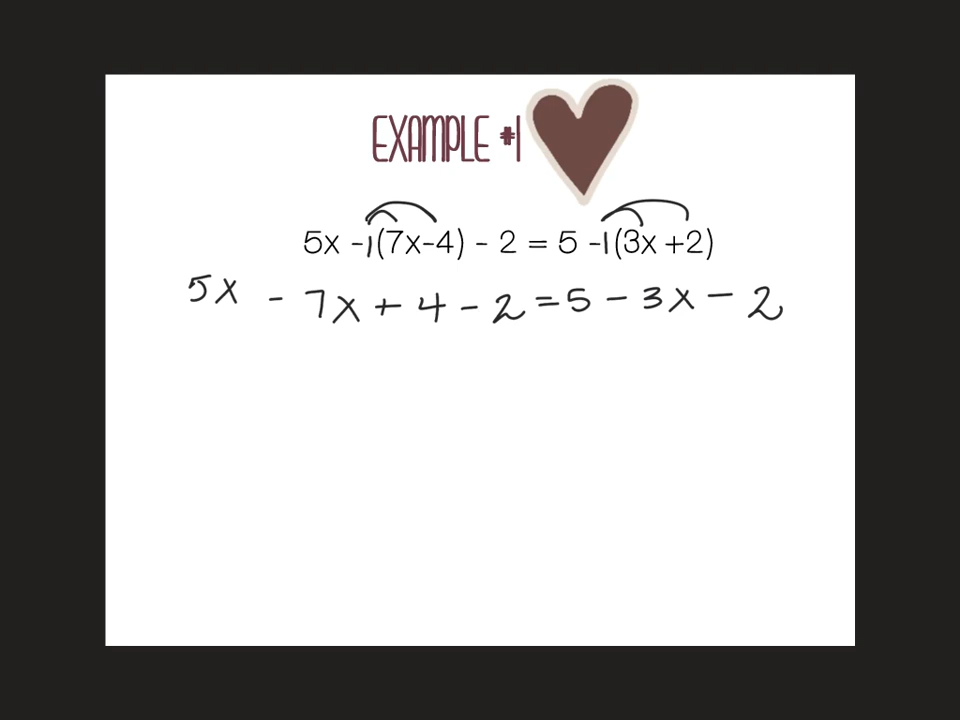 EXAMPLE #1
5x -1(7x-4) - 2 = 5 -1(3x +2)
5x - 7x + 4 - 2 = 5 - 3x - 2